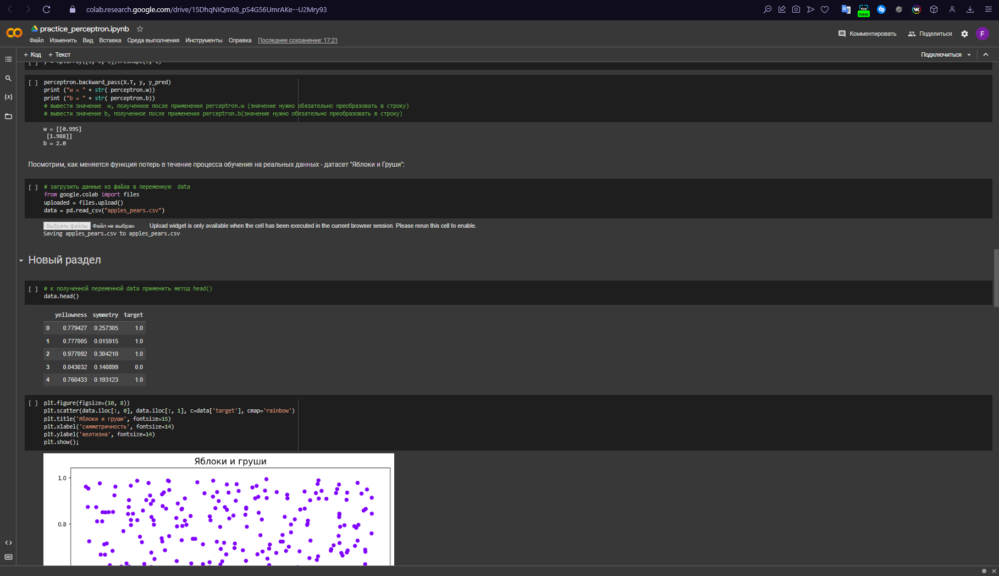 colab.research.google.com/drive/15DhqNIQm08_pS4G56UmrAKe--U2Mry93
new
practice_perceptron.ipynb
Файл Изменить Вид Вставка Среда выполнения Инструменты Справка Последнее сохранение: 17:21
Комментировать Поделиться F
+ Код + Текст Подключиться
[ ] perceptron.backward_pass(X.T, y, y_pred)
print ("w = " + str( perceptron.w))
print ("b = " + str( perceptron.b))
# вывести значение  w, полученное после применения perceptron.w (значение нужно обязательно преобразовать в строку)
# вывести значение b, полученное после применения perceptron.b(значение нужно обязательно преобразовать в строку)
w = [[0.995]
[1.988]]
b = 2.0
Посмотрим, как меняется функция потерь в течение процесса обучения на реальных данных - датасет "Яблоки и Груши":
[ ] # загрузить данные из файла в переменную  data
from google.colab import files
uploaded = files.upload()
data = pd.read_csv("apples_pears.csv")
Выбрать файлы Файл не выбран Upload widget is only available when the cell has been executed in the current browser session. Please rerun this cell to enable.
Saving apples_pears.csv to apples_pears.csv
Новый раздел
[ ] # к полученной переменной data применить метод head()
data.head()
yellowness symmetry target
0 0.779427 0.257305 1.0
1 0.777005 0.015915 1.0
2 0.977092 0.304210 1.0
3 0.043032 0.140899 0.0
4 0.760433 0.193123 1.0
[ ] plt.figure(figsize=(10, 8))
plt.scatter(data.iloc[:, 0], data.iloc[:, 1], c=data['target'], cmap='rainbow')
plt.title('Яблоки и груши', fontsize=15)
plt.xlabel('симметричность', fontsize=14)
plt.ylabel('желтизна', fontsize=14)
plt.show();
Яблоки и груши
1.0
0.8